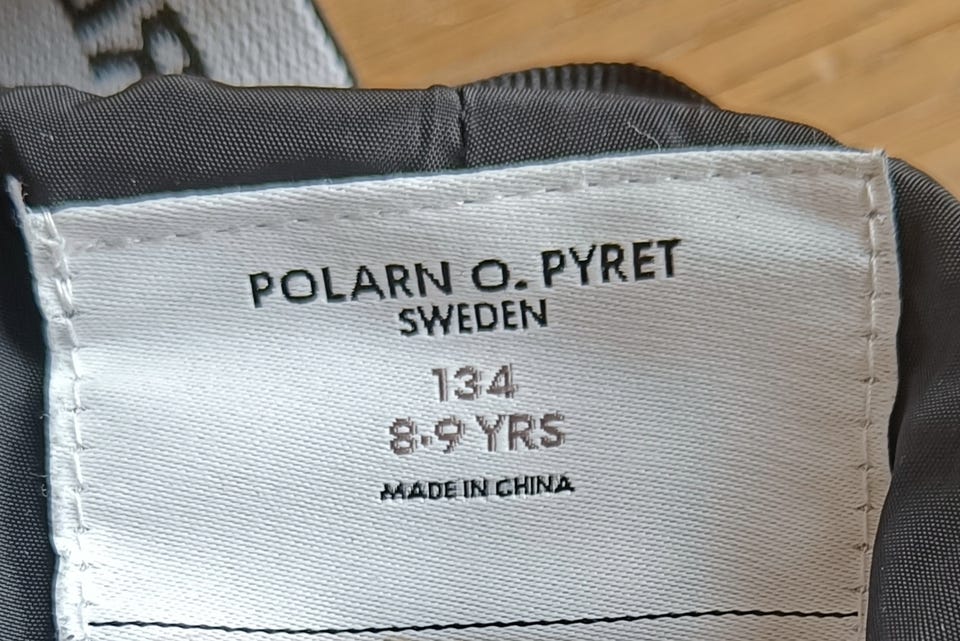 POLARN O. PYRET
SWEDEN
134
8-9 YRS
MADE IN CHINA